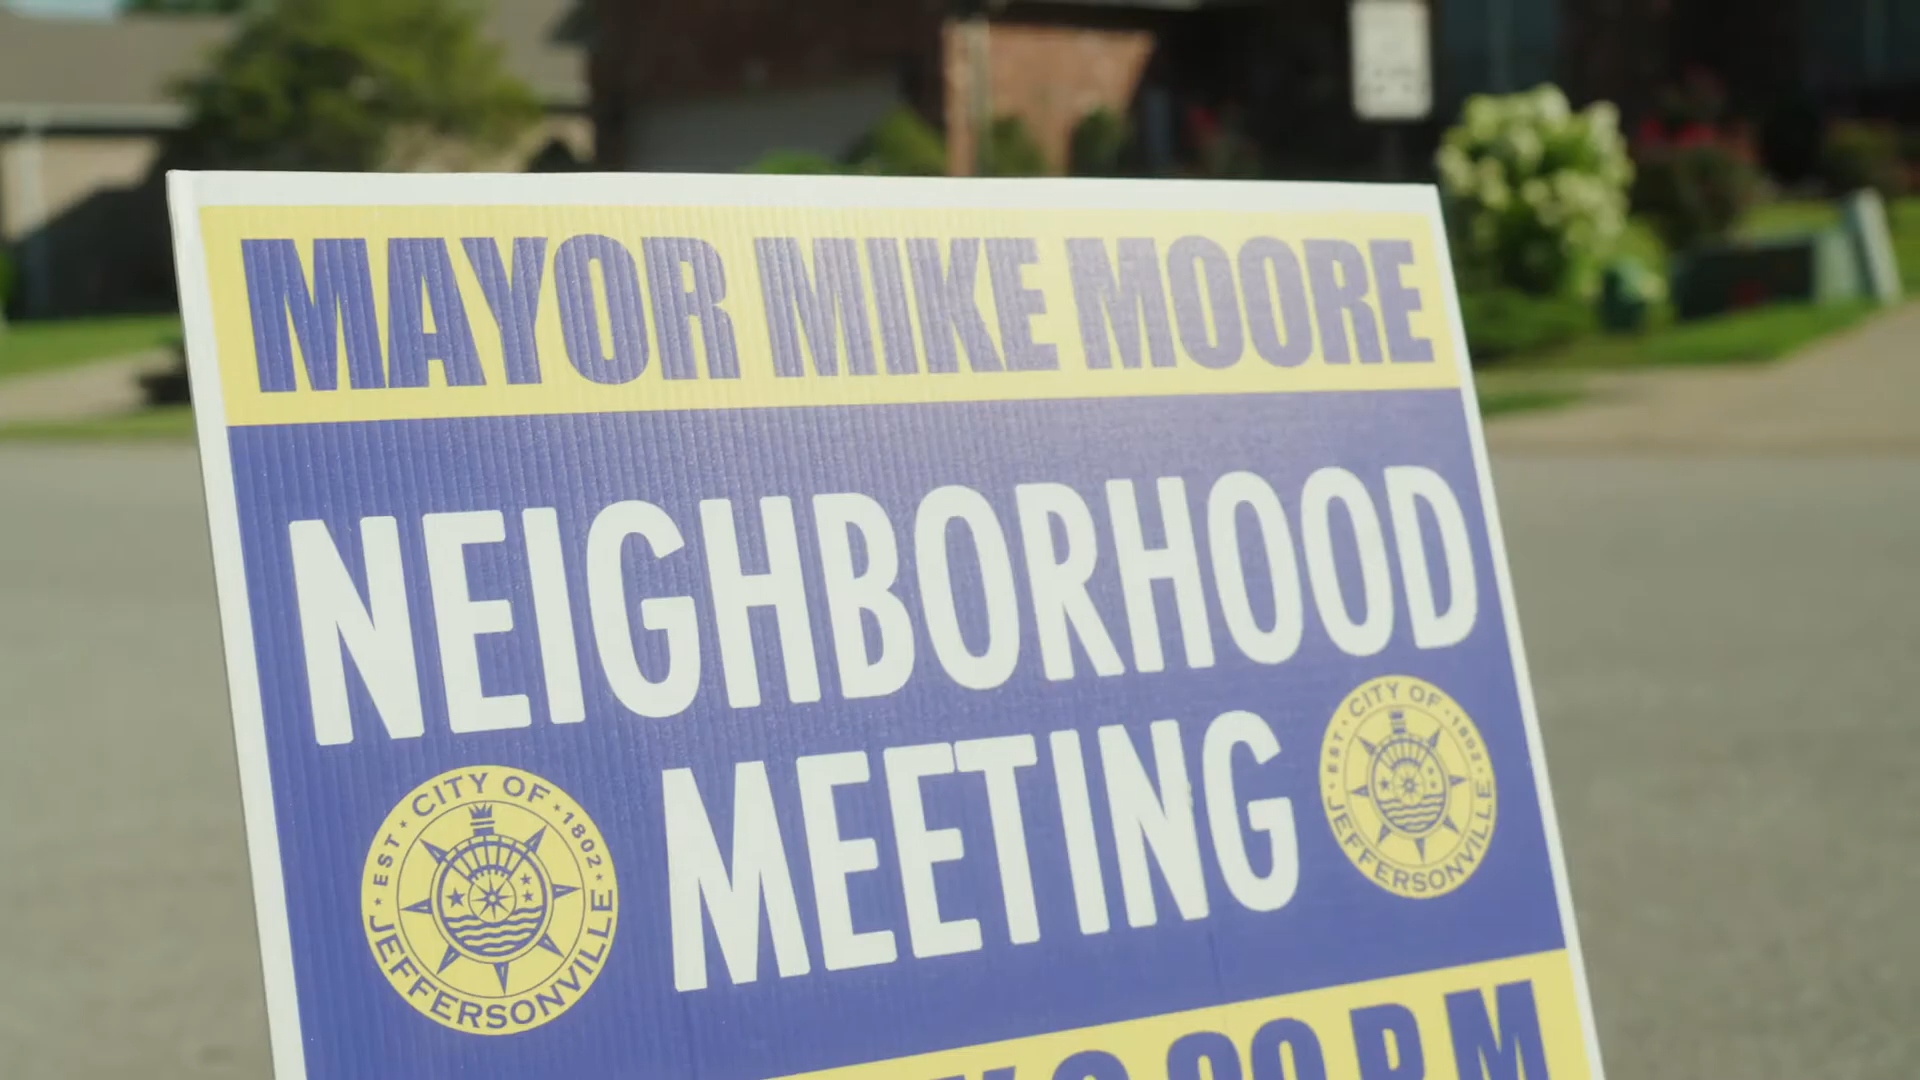 MAYOR MIKE MOORE
NEIGHBORHOOD
MEETING
CITY OF
JEFFERSONVILLE
EST
1802
CITY OF
JEFFERSONVILLE
EST
1802
P.M